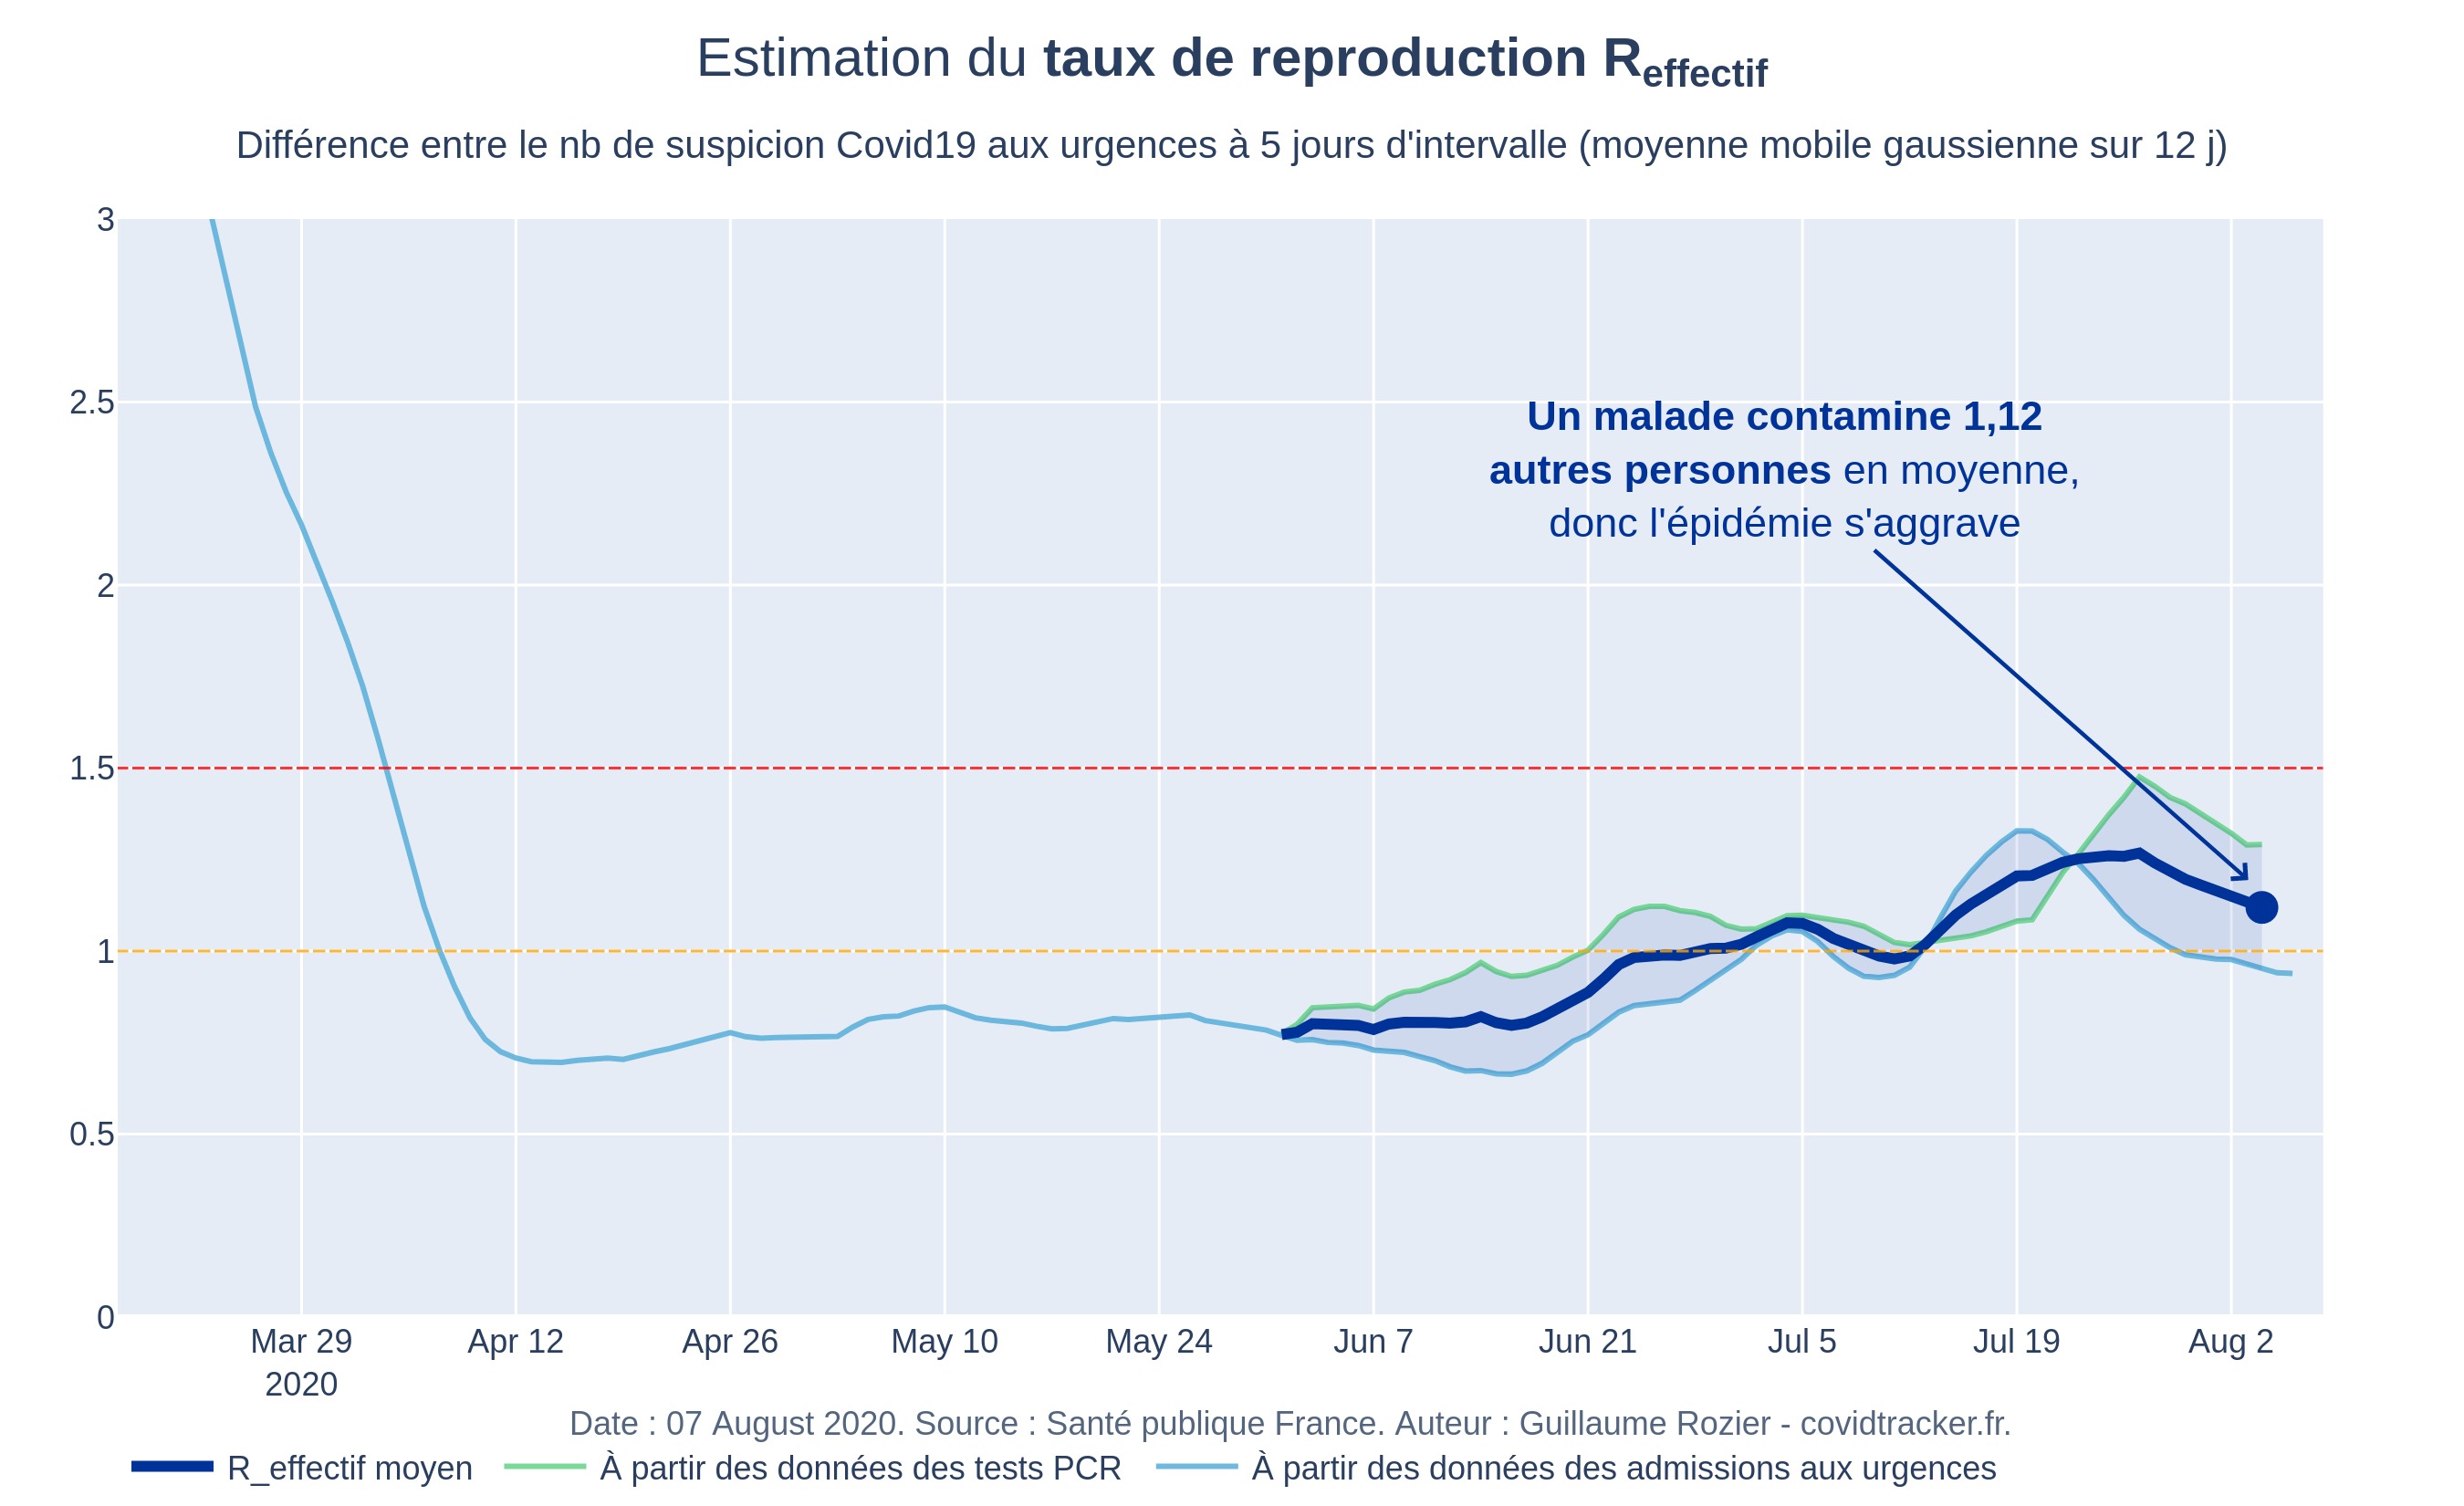 Estimation du taux de reproduction Reffectif
Différence entre le nb de suspicion Covid19 aux urgences à 5 jours d'intervalle (moyenne mobile gaussienne sur 12 j)
3
2.5
2
1.5
1
0.5
0
Un malade contamine 1,12
autres personnes en moyenne,
donc l'épidémie s'aggrave
Mar 29 Apr 12 Apr 26 May 10 May 24 Jun 7 Jun 21 Jul 5 Jul 19 Aug 2
2020
Date : 07 August 2020. Source : Santé publique France. Auteur : Guillaume Rozier - covidtracker.fr.
R_effectif moyen À partir des données des tests PCR À partir des données des admissions aux urgences